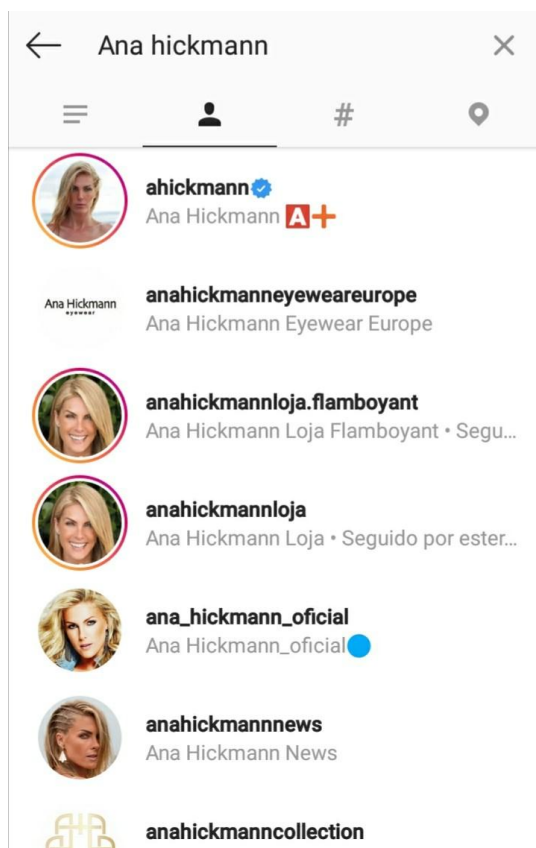 Ana hickmann
#
ahickmann
Ana Hickmann A+
Ana Hickmann
eyewear
anahickmanneyeweareurope
Ana Hickmann Eyewear Europe
anahickmannloja.flamboyant
Ana Hickmann Loja Flamboyant • Segu...
anahickmannloja
Ana Hickmann Loja • Seguido por ester...
ana_hickmann_oficial
Ana Hickmann_oficial
anahickmannnews
Ana Hickmann News
anahickmanncollection